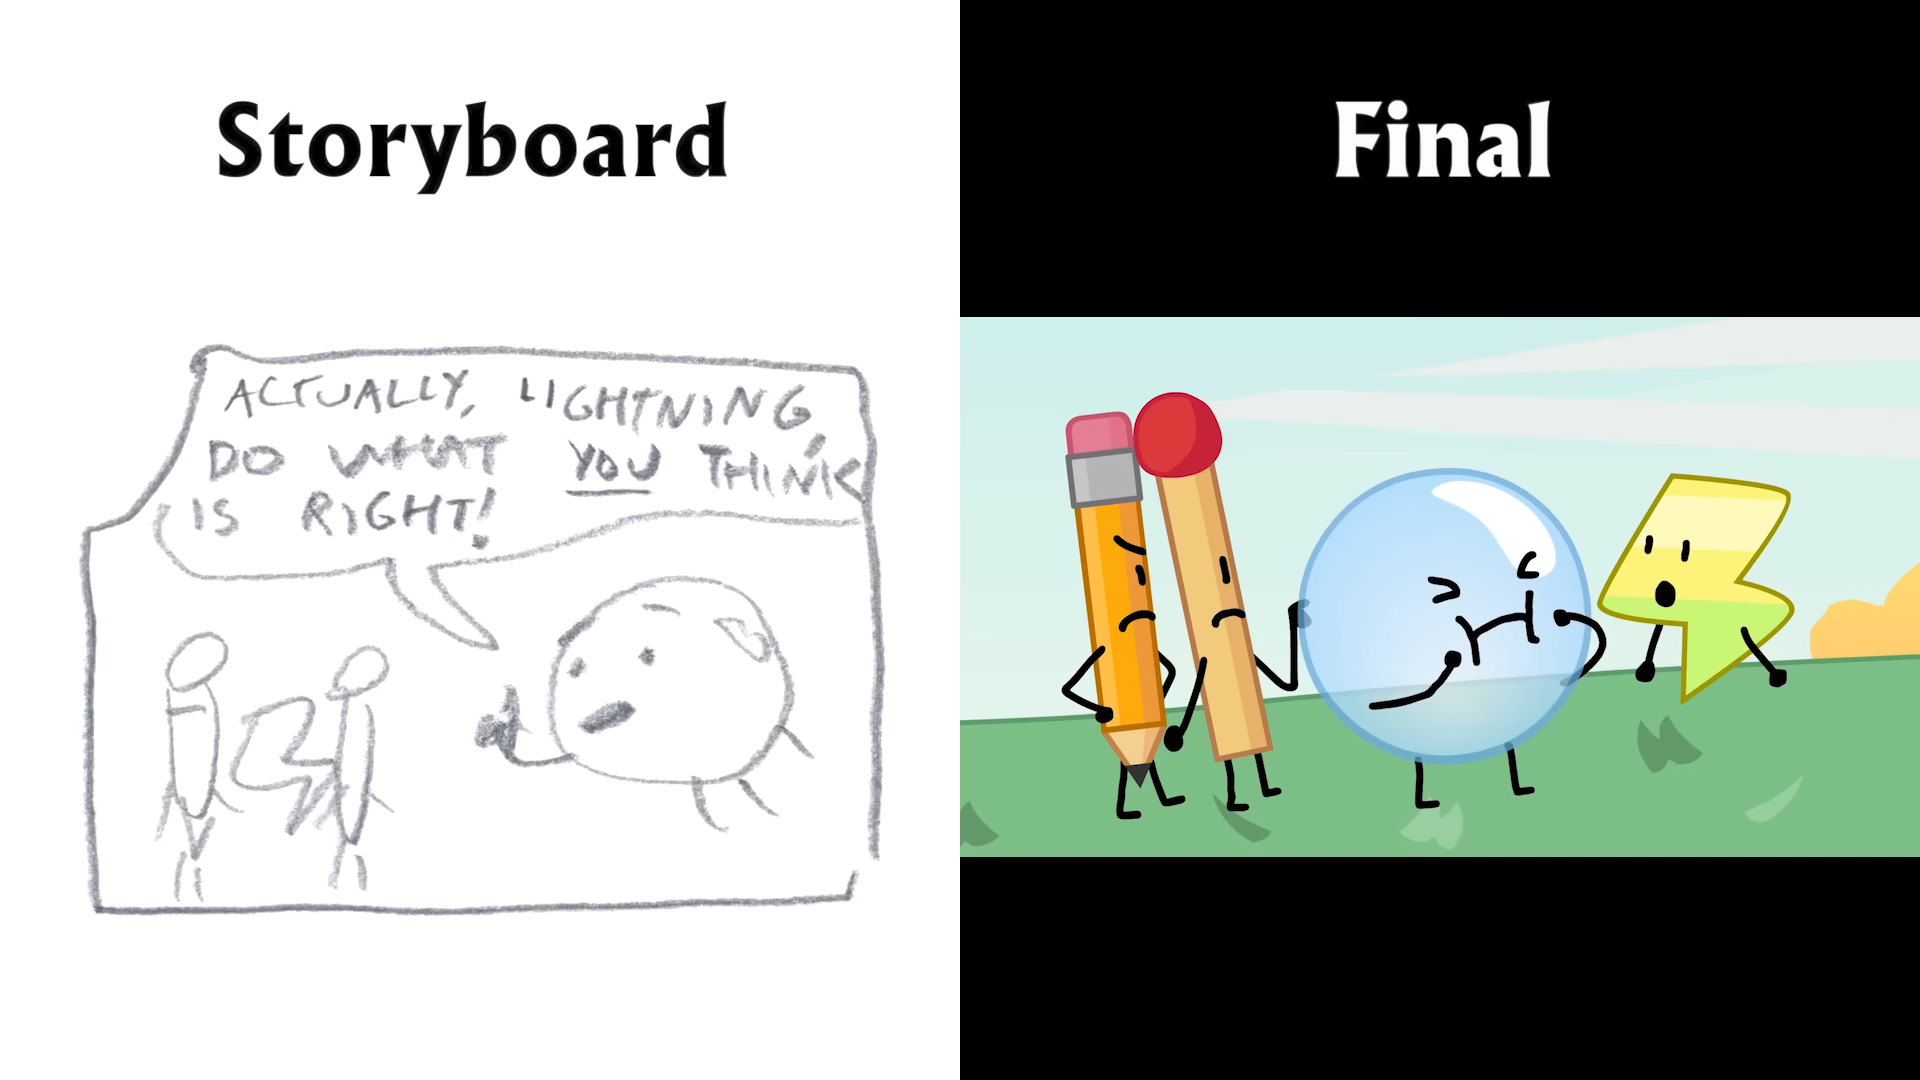 Storyboard
Final
ACTUALLY, LIGHTNING,
DO WHAT YOU THINK
IS RIGHT!